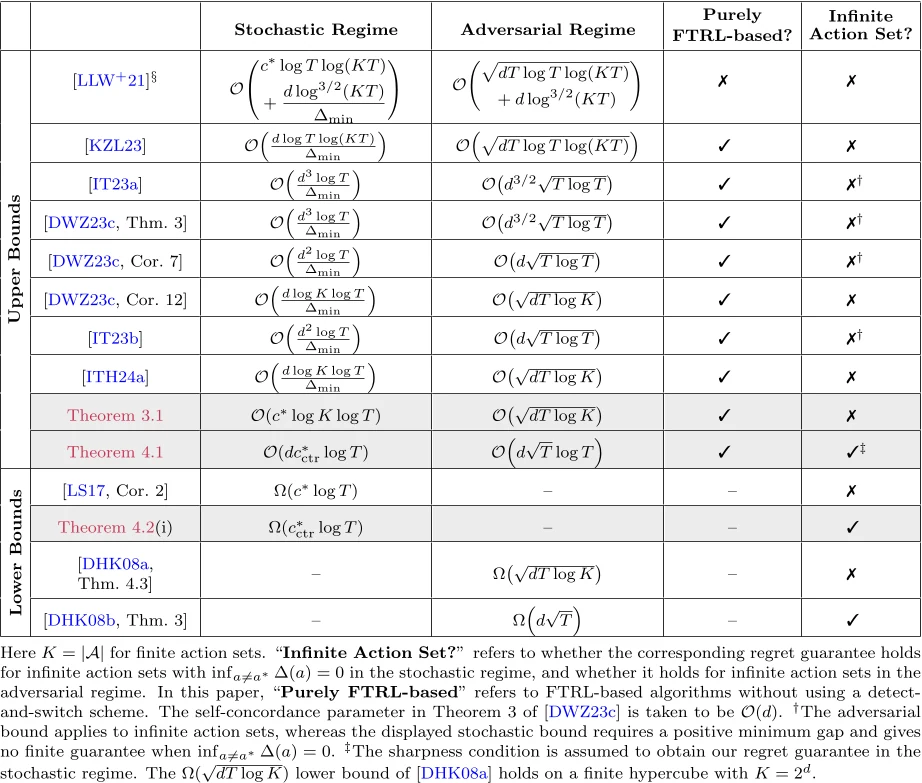 Stochastic Regime Adversarial Regime Purely FTRL-based? Infinite Action Set?
Upper Bounds
[LLW+21]§ O(c* log T log(KT) + d log^{3/2}(KT)/Δ_min) O(√(dT log T log(KT)) + d log^{3/2}(KT)) ✗ ✗
[KZL23] O(d log T log(KT)/Δ_min) O(√(dT log T log(KT))) ✓ ✗
[IT23a] O(d³ log T/Δ_min) O(d^{3/2}√(T log T)) ✓ ✗†
[DWZ23c, Thm. 3] O(d³ log T/Δ_min) O(d^{3/2}√(T log T)) ✓ ✗†
[DWZ23c, Cor. 7] O(d² log T/Δ_min) O(d√(T log T)) ✓ ✗†
[DWZ23c, Cor. 12] O(d log K log T/Δ_min) O(√(dT log K)) ✓ ✗
[IT23b] O(d² log T/Δ_min) O(d√(T log T)) ✓ ✗†
[ITH24a] O(d log K log T/Δ_min) O(√(dT log K)) ✓ ✗
Theorem 3.1 O(c* log K log T) O(√(dT log K)) ✓ ✗
Theorem 4.1 O(dc*_ctr log T) O(d√T log T) ✓ ✓‡
Lower Bounds
[LS17, Cor. 2] Ω(c* log T) – – ✗
Theorem 4.2(i) Ω(c*_ctr log T) – – ✓
[DHK08a, Thm. 4.3] – Ω(√(dT log K)) – ✗
[DHK08b, Thm. 3] – Ω(d√T) – ✓
Here K = |A| for finite action sets. “Infinite Action Set?” refers to whether the corresponding regret guarantee holds
for infinite action sets with inf_{a≠a*} Δ(a) = 0 in the stochastic regime, and whether it holds for infinite action sets in the
adversarial regime. In this paper, “Purely FTRL-based” refers to FTRL-based algorithms without using a detect-
and-switch scheme. The self-concordance parameter in Theorem 3 of [DWZ23c] is taken to be O(d). †The adversarial
bound applies to infinite action sets, whereas the displayed stochastic bound requires a positive minimum gap and gives
no finite guarantee when inf_{a≠a*} Δ(a) = 0. ‡The sharpness condition is assumed to obtain our regret guarantee in the
stochastic regime. The Ω(√(dT log K)) lower bound of [DHK08a] holds on a finite hypercube with K = 2^d.